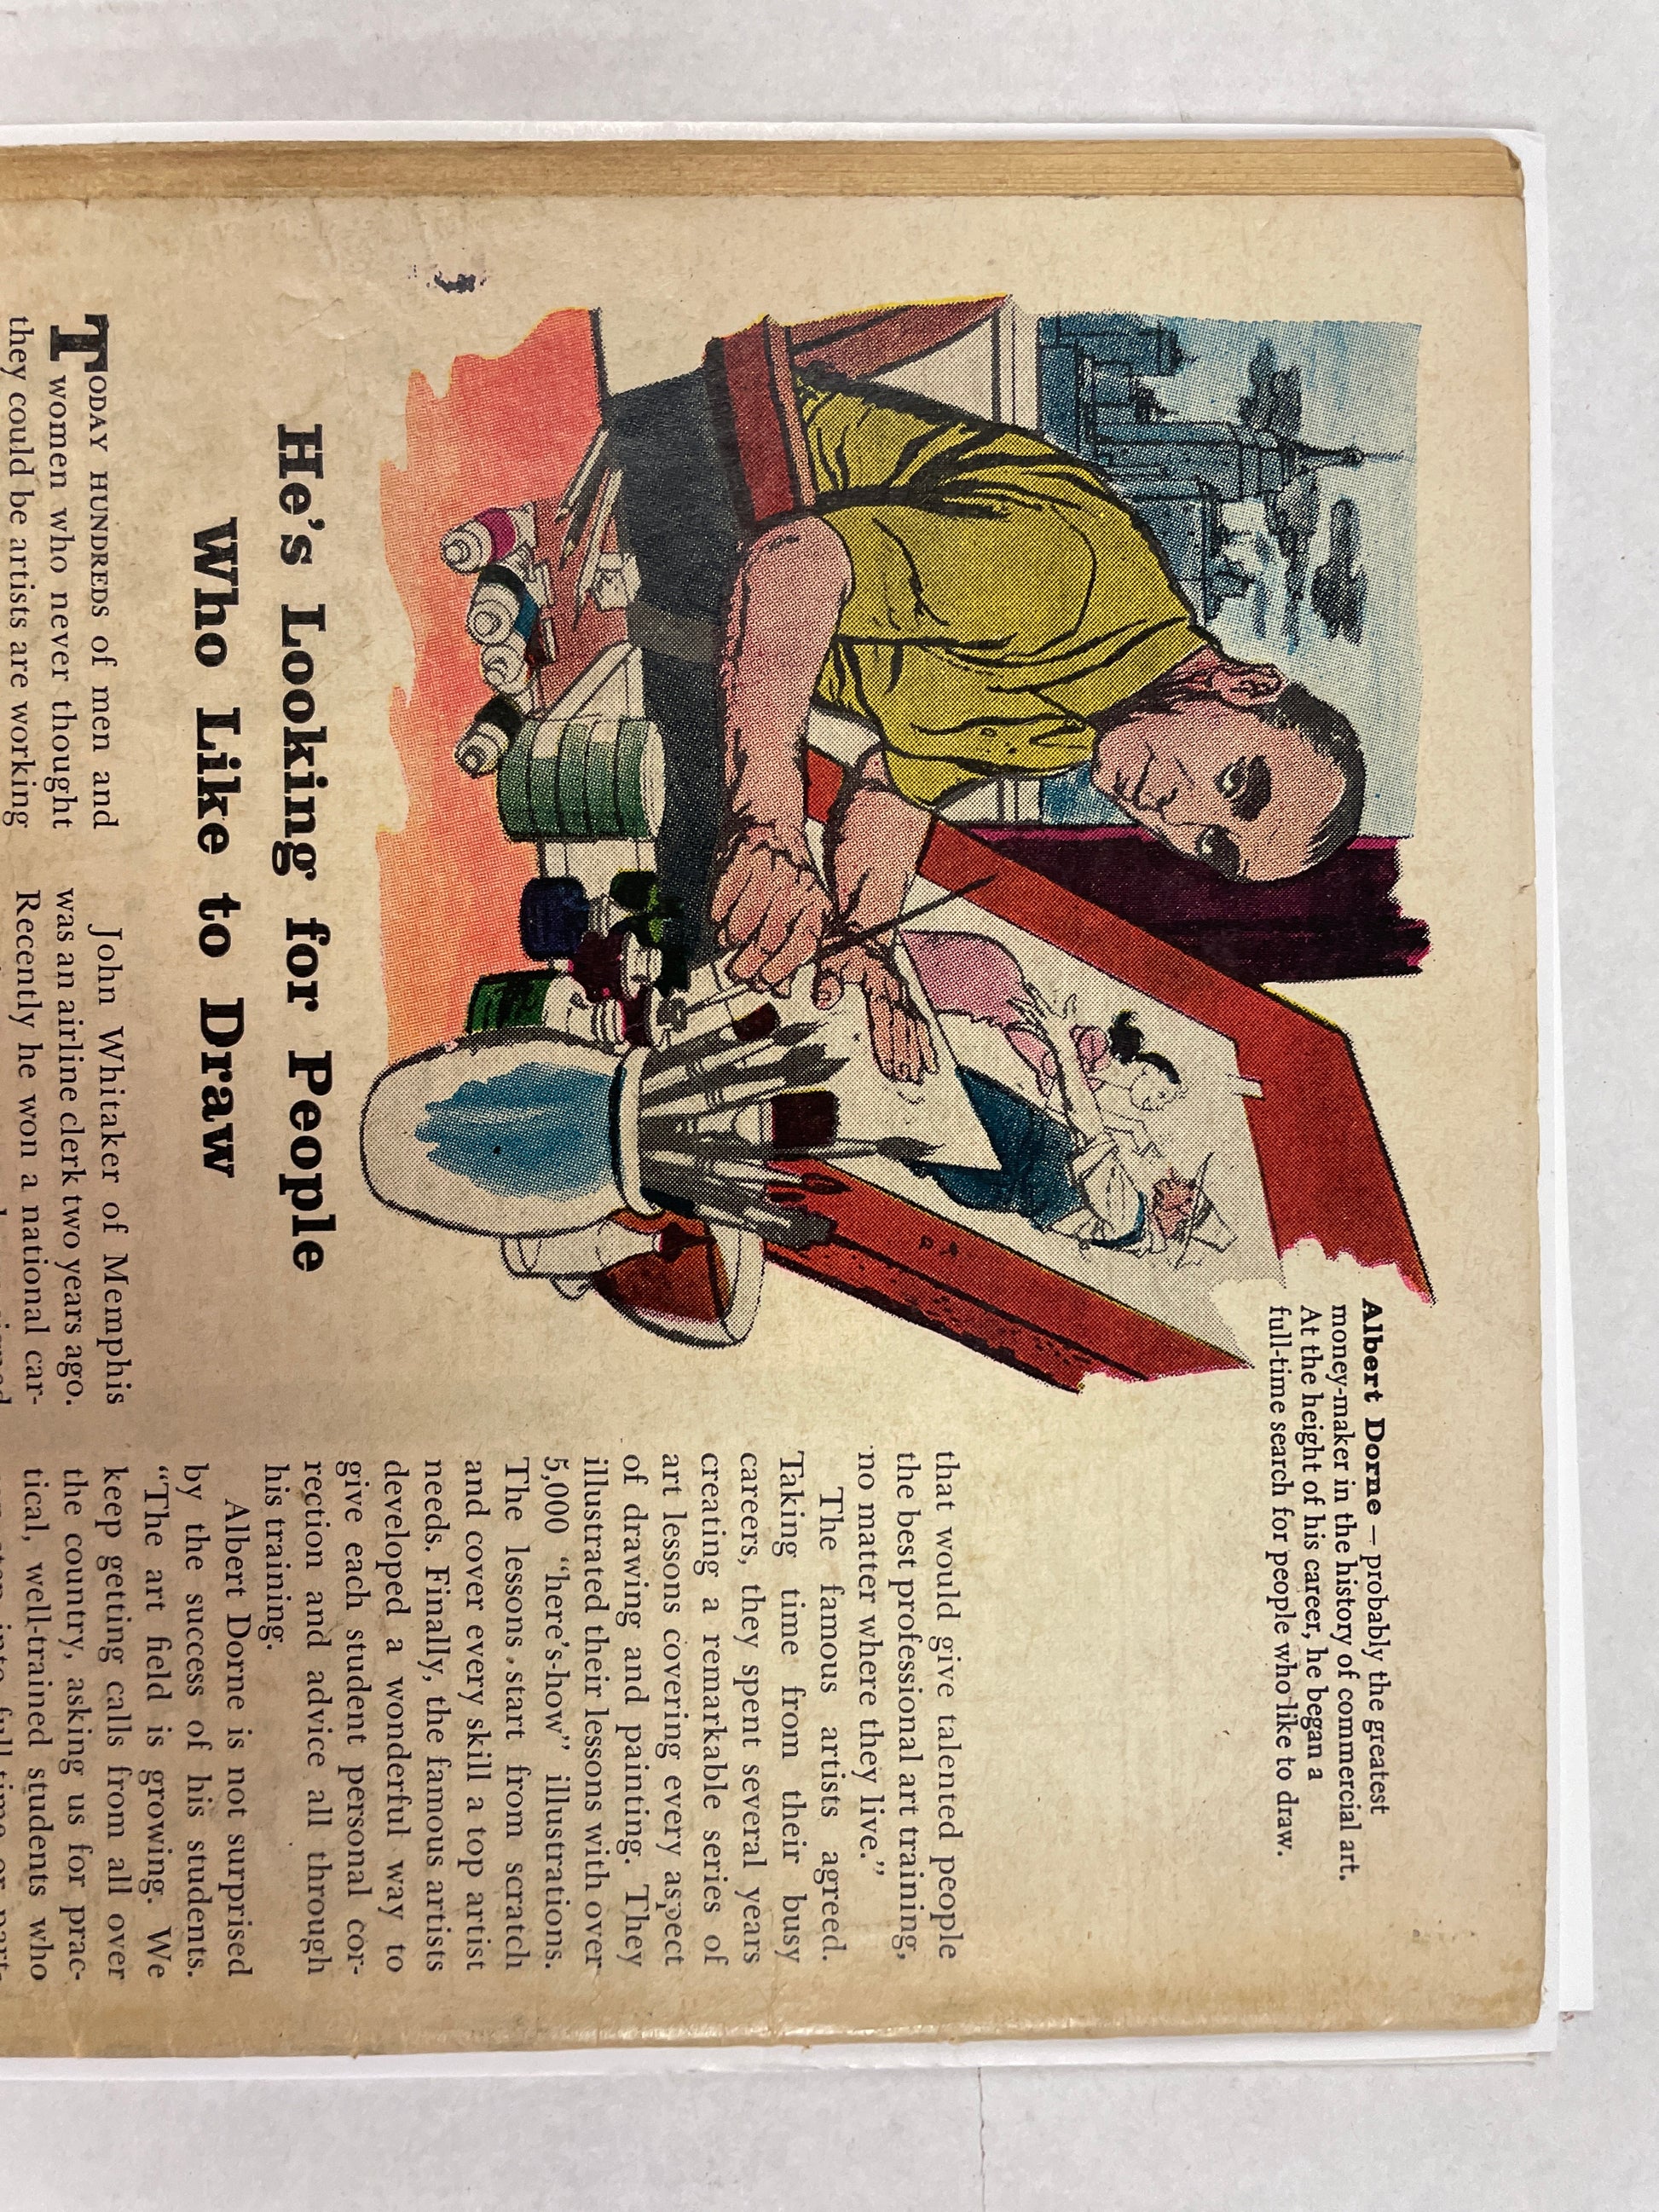 Albert Dorne — probably the greatest
money-maker in the history of commercial art.
At the height of his career, he began a
full-time search for people who like to draw.
He's Looking for People
Who Like to Draw
TODAY HUNDREDS of men and
women who never thought
they could be artists are working
John Whitaker of Memphis
was an airline clerk two years ago.
Recently he won a national car-
that would give talented people
the best professional art training,
no matter where they live.”
The famous artists agreed.
Taking time from their busy
careers, they spent several years
creating a remarkable series of
art lessons covering every aspect
of drawing and painting. They
illustrated their lessons with over
5,000 “here's-how” illustrations.
The lessons start from scratch
and cover every skill a top artist
needs. Finally, the famous artists
developed a wonderful way to
give each student personal cor-
rection and advice all through
his training.
Albert Dorne is not surprised
by the success of his students.
“The art field is growing. We
keep getting calls from all over
the country, asking us for prac-
tical, well-trained students who